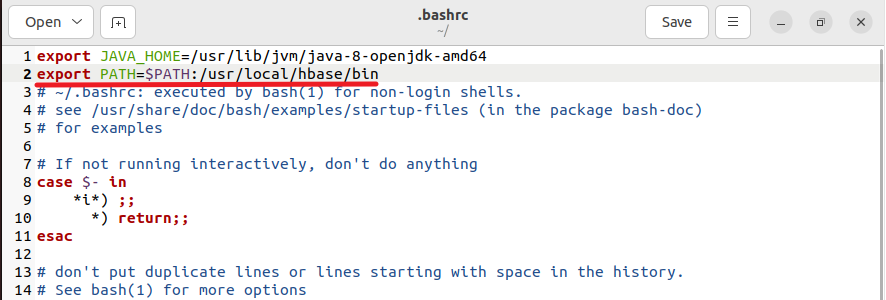 Open
.bashrc
~/
Save
1 export JAVA_HOME=/usr/lib/jvm/java-8-openjdk-amd64
2 export PATH=$PATH:/usr/local/hbase/bin
3 # ~/.bashrc: executed by bash(1) for non-login shells.
4 # see /usr/share/doc/bash/examples/startup-files (in the package bash-doc)
5 # for examples
6
7 # If not running interactively, don't do anything
8 case $- in
9     *i*) ;;
10       *) return;;
11 esac
12
13 # don't put duplicate lines or lines starting with space in the history.
14 # See bash(1) for more options